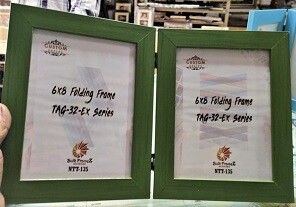 CUSTOM
6x8 Folding Frame
TAG-32-EX Series
NTT-135
CUSTOM
6x8 Folding Frame
TAG-32-EX Series
NTT-135